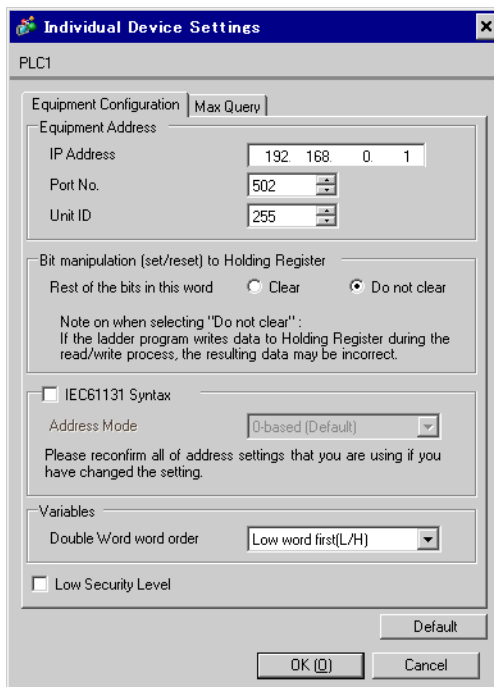 Individual Device Settings
PLC1
Equipment Configuration Max Query
Equipment Address
IP Address 192. 168. 0. 1
Port No. 502
Unit ID 255
Bit manipulation (set/reset) to Holding Register
Rest of the bits in this word Clear Do not clear
Note on when selecting "Do not clear" :
If the ladder program writes data to Holding Register during the
read/write process, the resulting data may be incorrect.
IEC61131 Syntax
Address Mode 0-based (Default)
Please reconfirm all of address settings that you are using if you
have changed the setting.
Variables
Double Word word order Low word first(L/H)
Low Security Level
Default
OK (O) Cancel